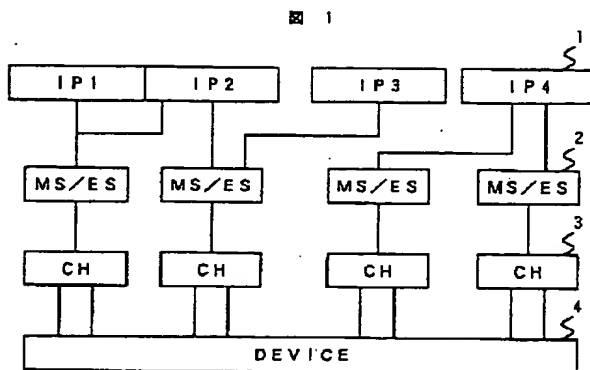 図 1
1
IP1 IP2 IP3 IP4
2
MS/ES MS/ES MS/ES MS/ES
3
CH CH CH CH
4
DEVICE